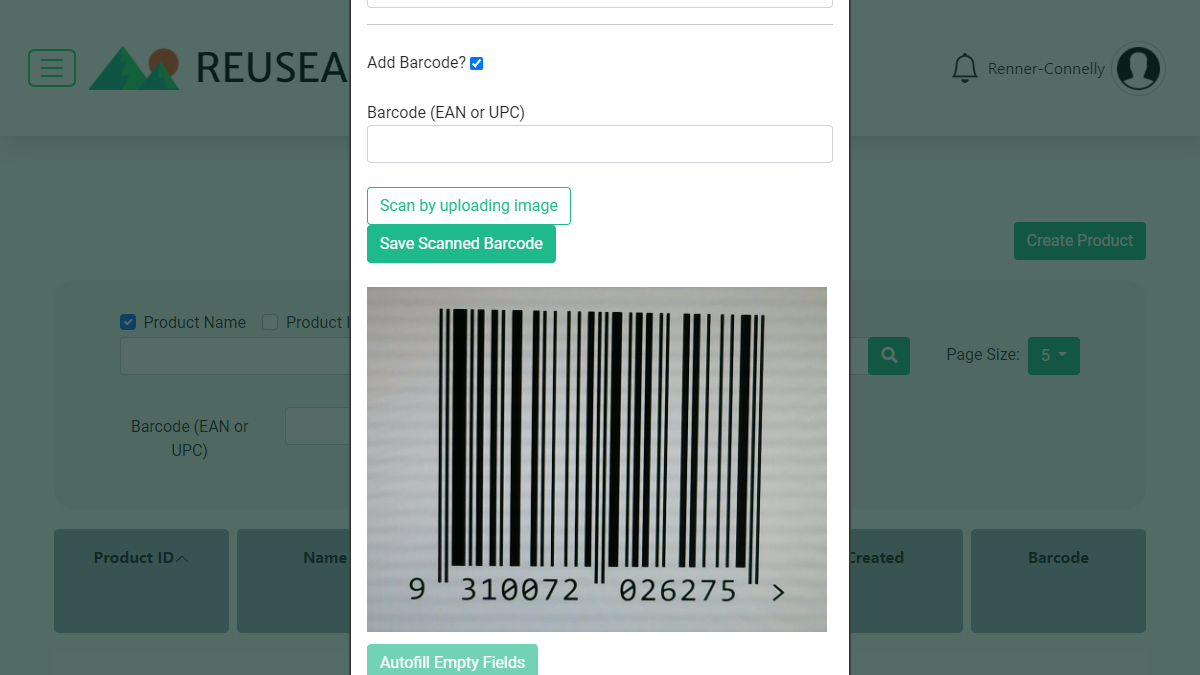 REUSEA
Renner-Connelly
Add Barcode?
Barcode (EAN or UPC)
Scan by uploading image
Save Scanned Barcode
Create Product
Product Name
Product I
Page Size:
5
Barcode (EAN or
UPC)
Product ID
Name
Created
Barcode
9 310072 026275 >
Autofill Empty Fields